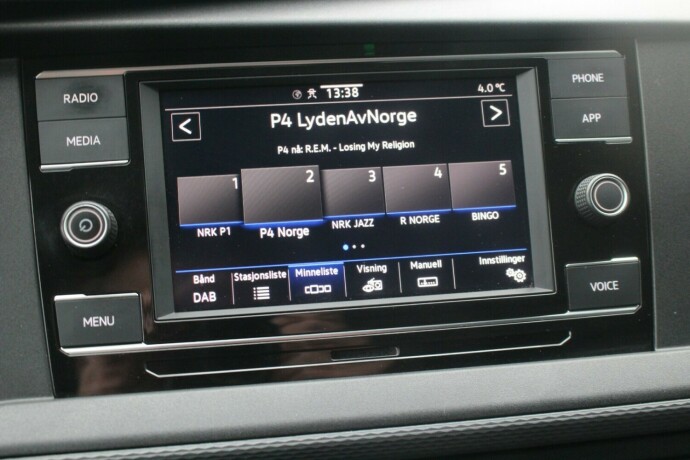 RADIO
MEDIA
MENU
13:38
4.0 °C
P4 LydenAvNorge
P4 nå: R.E.M. - Losing My Religion
1
2
3
4
5
NRK P1
P4 Norge
NRK JAZZ
R NORGE
BINGO
Bånd
DAB
Stasjonsliste
Minneliste
Visning
Manuell
Innstillinger
PHONE
APP
VOICE